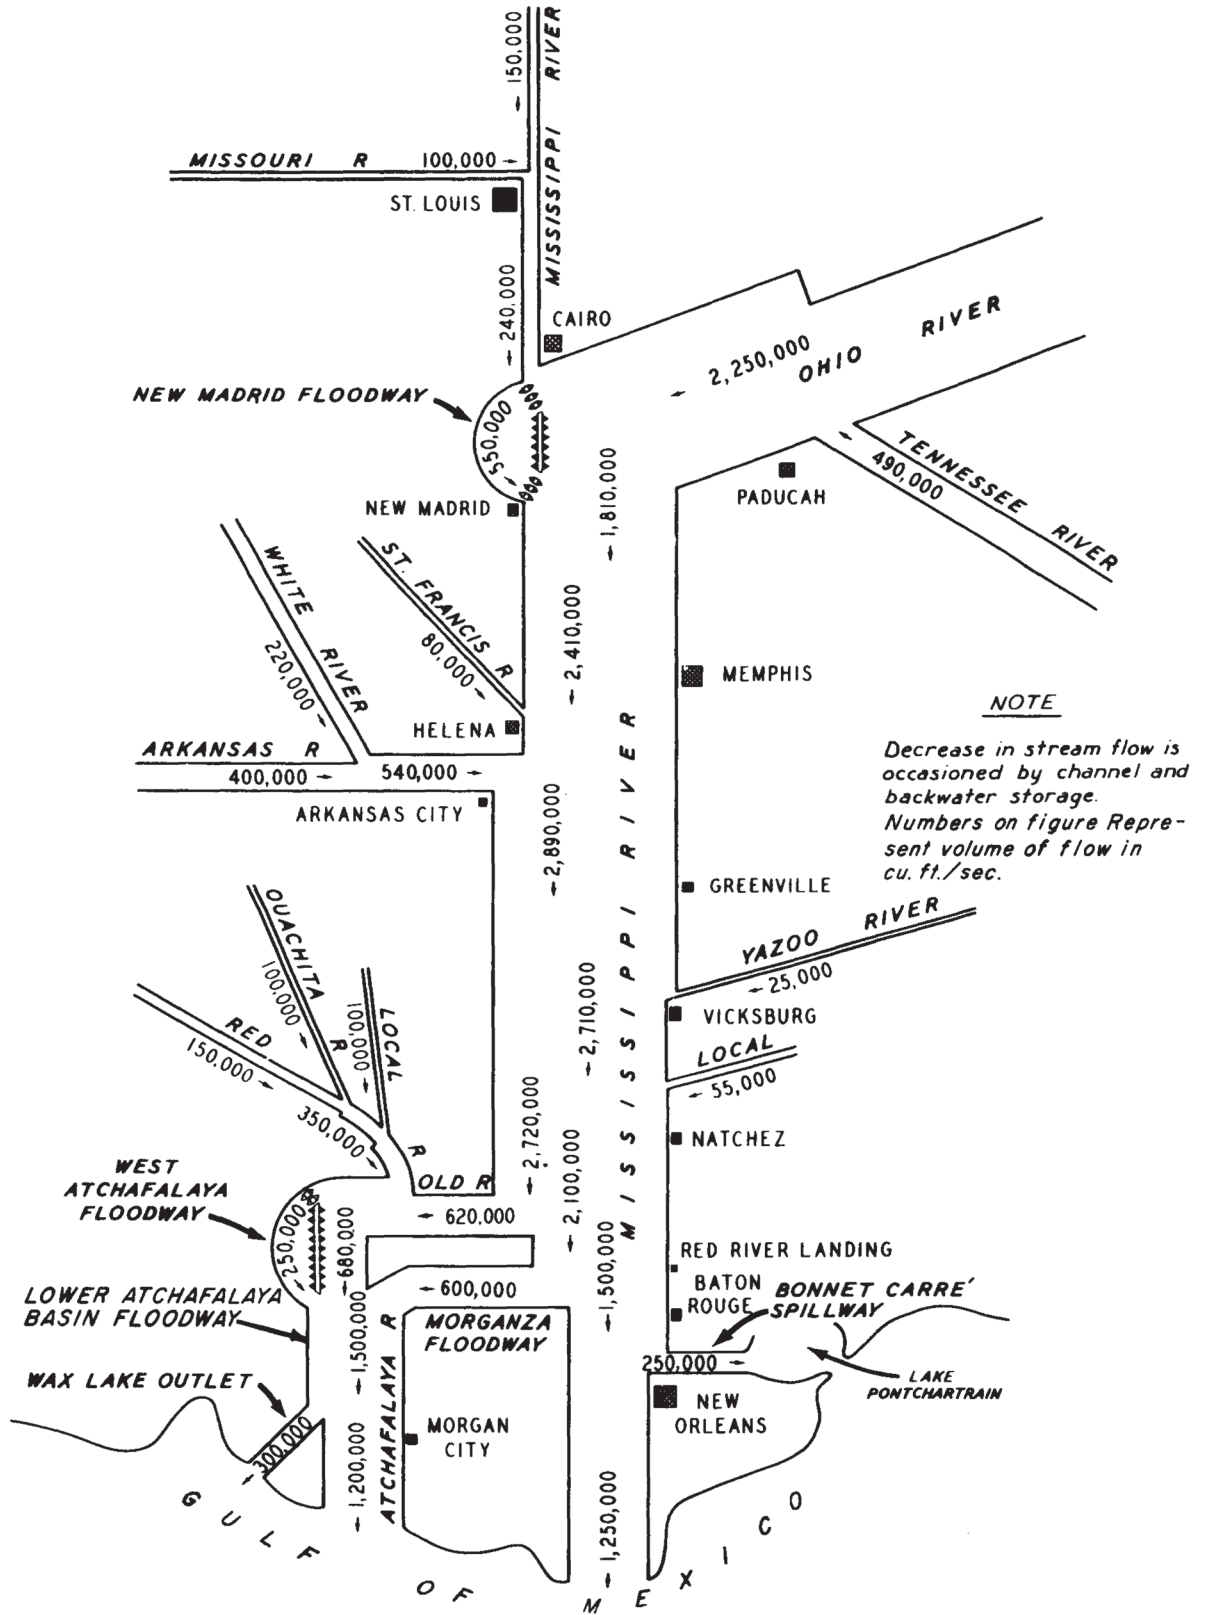 150,000
MISSISSIPPI RIVER
MISSOURI R
100,000
ST. LOUIS
240,000
CAIRO
2,250,000
OHIO RIVER
NEW MADRID FLOODWAY
550,000
TENNESSEE RIVER
490,000
PADUCAH
1,810,000
NEW MADRID
WHITE RIVER
220,000
ST. FRANCIS R
80,000
2,410,000
MEMPHIS
HELENA
ARKANSAS R
400,000
540,000
ARKANSAS CITY
MISSISSIPPI RIVER
NOTE
Decrease in stream flow is
occasioned by channel and
backwater storage.
Numbers on figure Repre-
sent volume of flow in
cu. ft./sec.
2,890,000
GREENVILLE
YAZOO RIVER
25,000
OUACHITA R
100,000
LOCAL
100,000
RED R
150,000
350,000
2,710,000
VICKSBURG
LOCAL
55,000
2,720,000
NATCHEZ
WEST
ATCHAFALAYA
FLOODWAY
250,000
680,000
OLD R
620,000
2,100,000
RED RIVER LANDING
600,000
1,500,000
BATON
ROUGE
BONNET CARRE'
SPILLWAY
LOWER ATCHAFALAYA
BASIN FLOODWAY
MORGANZA
FLOODWAY
1,500,000
ATCHAFALAYA R
250,000
LAKE
PONTCHARTRAIN
WAX LAKE OUTLET
300,000
NEW
ORLEANS
MORGAN
CITY
1,200,000
1,250,000
GULF OF MEXICO